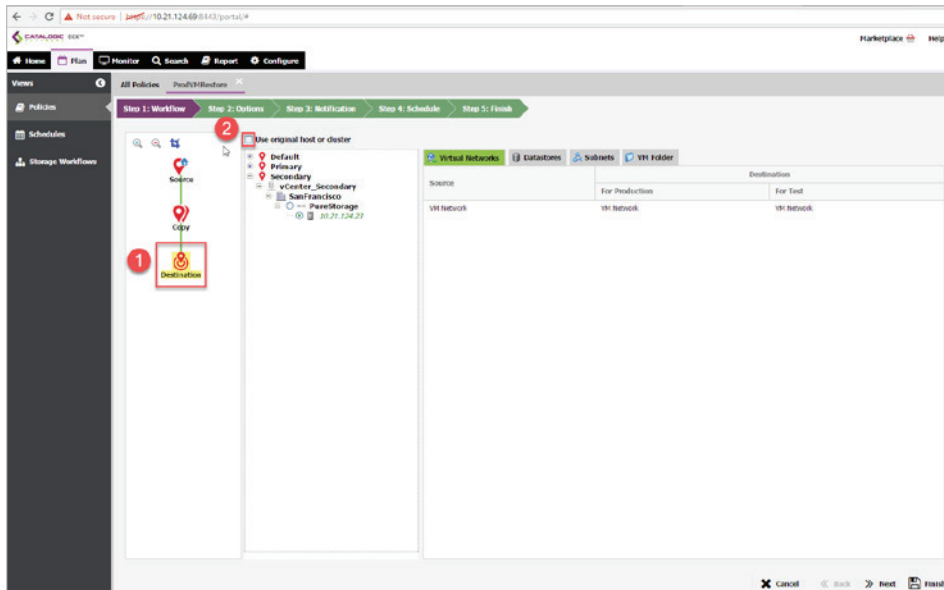 Not secure https://10.21.124.69:8443/portal/#
CATALOGIC ECX™
Marketplace Help
Home Plan Monitor Search Report Configure
Views All Policies ProdVMRestore
Policies
Schedules
Storage Workflows
Step 1: Workflow Step 2: Options Step 3: Notification Step 4: Schedule Step 5: Finish
2
Use original host or cluster
Source
Copy
1
Destination
Default
Primary
Secondary
vCenter_Secondary
SanFrancisco
PureStorage
10.21.124.21
Virtual Networks Datastores Subnets VM Folder
Source Destination
For Production For Test
VM Network VM Network VM Network
Cancel Back Next Finish